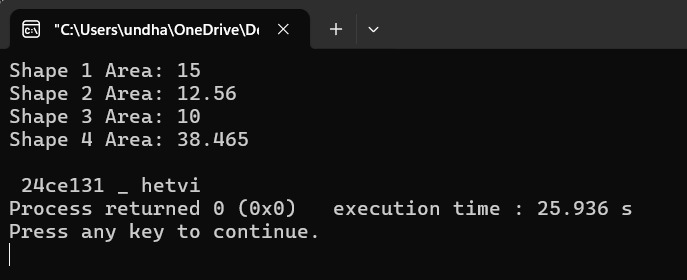 "C:\Users\undha\OneDrive\De
Shape 1 Area: 15
Shape 2 Area: 12.56
Shape 3 Area: 10
Shape 4 Area: 38.465
24ce131 _ hetvi
Process returned 0 (0x0)   execution time : 25.936 s
Press any key to continue.